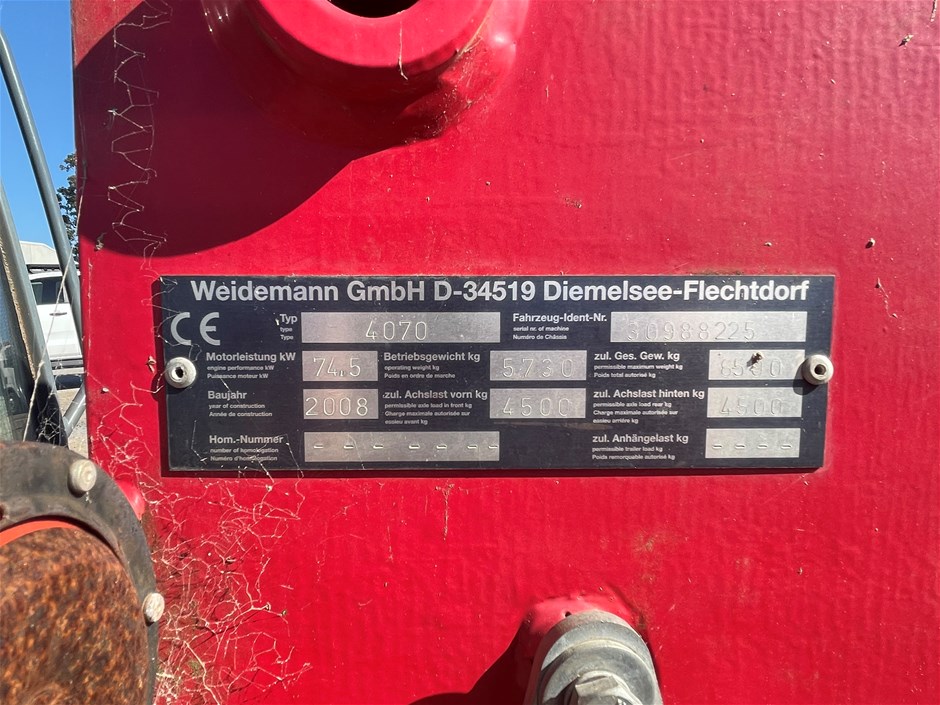 Weidemann GmbH D-34519 Diemelsee-Flechtdorf
CE
Typ
type
Type
4070
Fahrzeug-Ident-Nr.
serial nr. of machine
Numéro de Châssis
30988225
Motorleistung kW
engine performance kW
Puissance moteur kW
74,5
Betriebsgewicht kg
operating weight kg
Poids en ordre de marche
5730
zul. Ges. Gew. kg
permissible maximum weight kg
Poids total autorisé kg
Baujahr
year of construction
Année de construction
2008
zul. Achslast vorn kg
permissible axle load in front kg
Charge maximale autorisée sur
essieu avant kg
4500
zul. Achslast hinten kg
permissible axle load rear kg
Charge maximale autorisée sur
essieu arrière kg
4500
Hom.-Nummer
number of homologation
Numéro d'homologation
- - - - - - -
zul. Anhängelast kg
permissible trailer load kg
Poids remorquable autorisé kg
- - - -